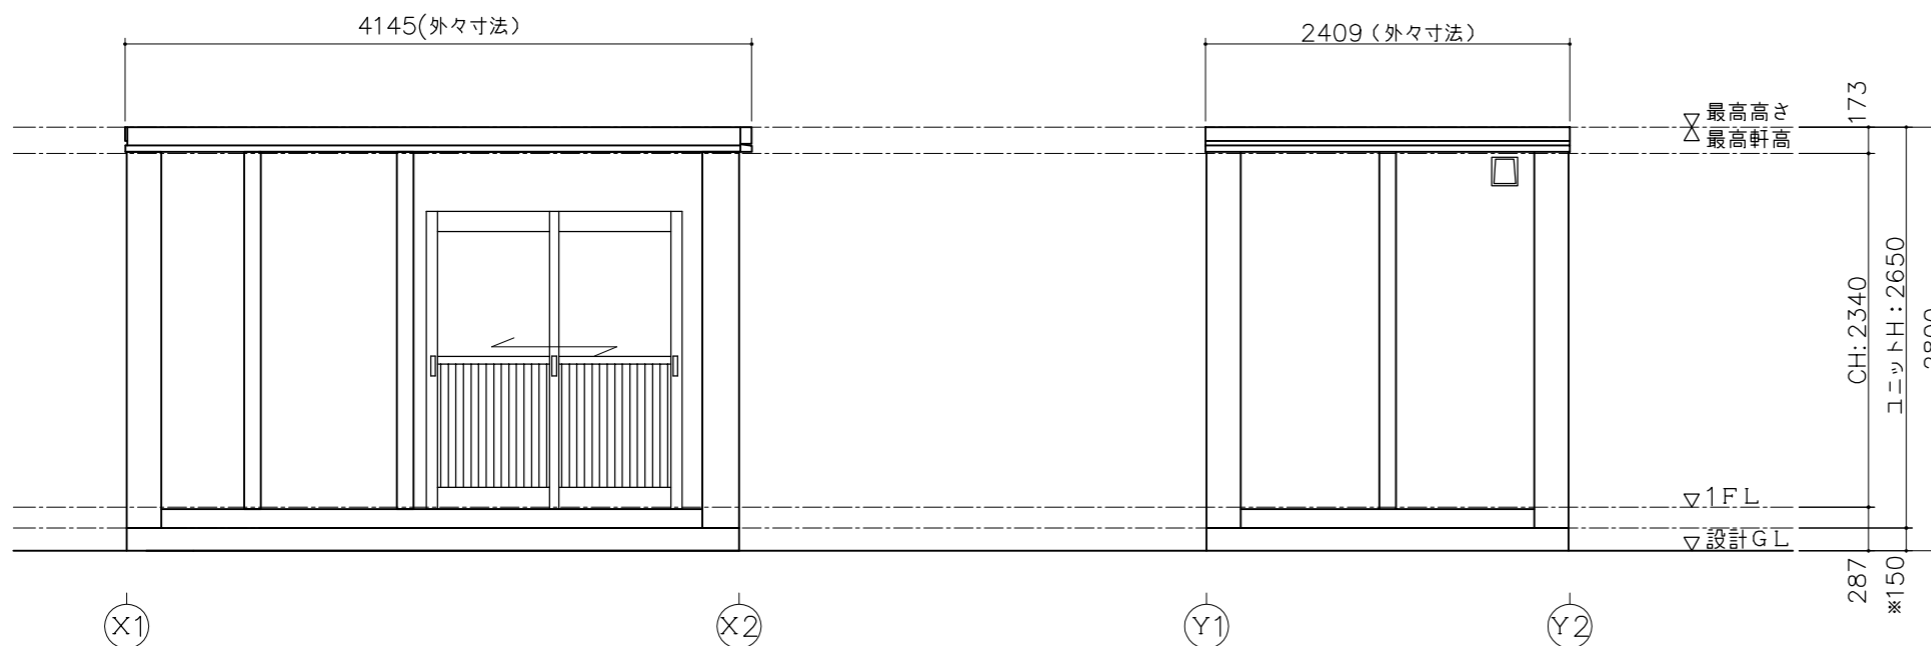 4145(外々寸法)
2409(外々寸法)
173
▽最高高さ
△最高軒高
CH:2340
ユニットH:2650
2800
▽1FL
▽設計GL
287
※150
X1
X2
Y1
Y2